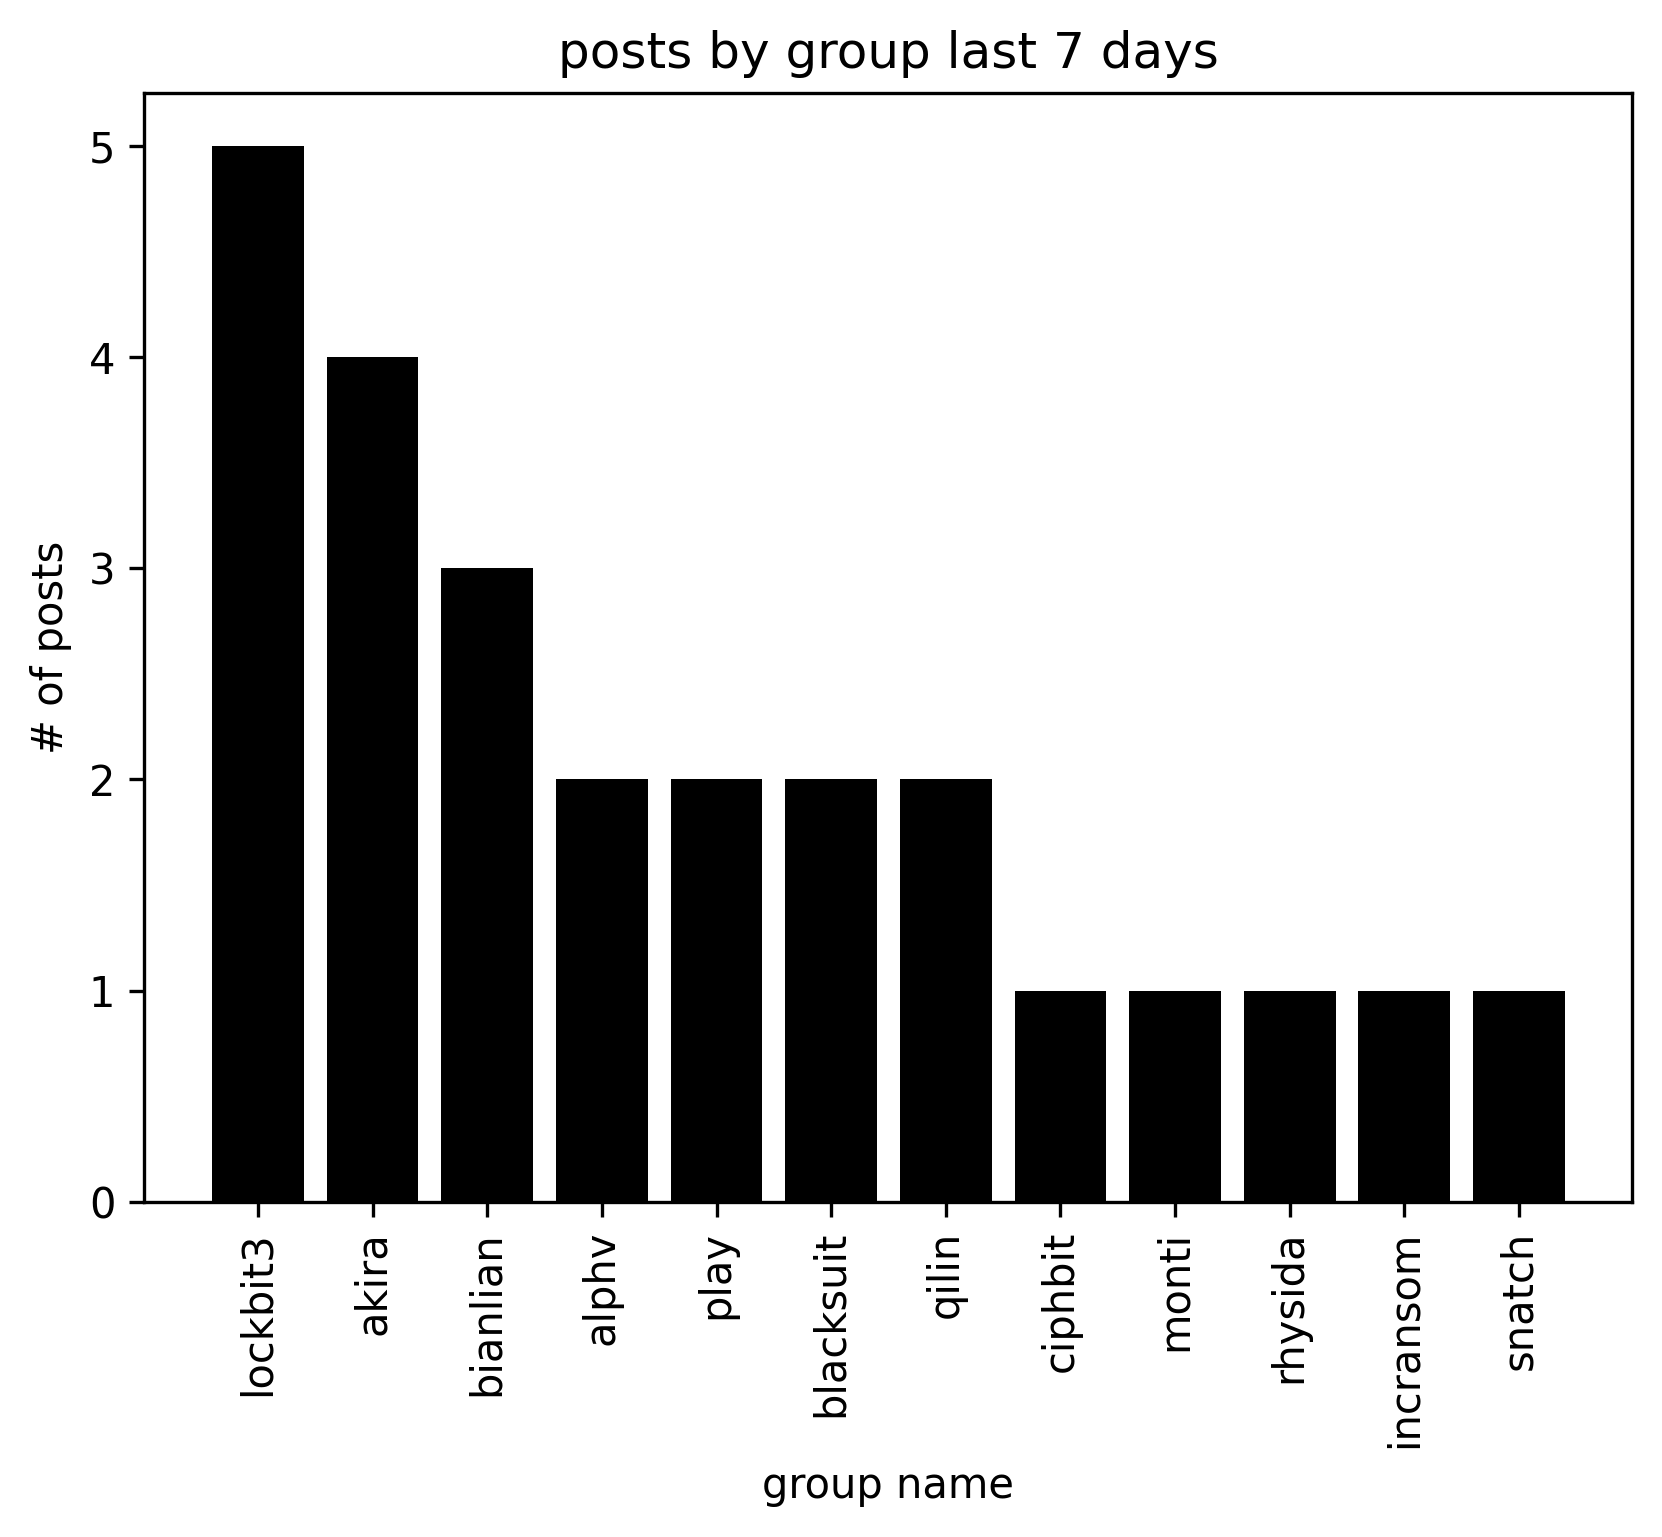 posts by group last 7 days
# of posts
5
4
3
2
1
0
lockbit3
akira
bianlian
alphv
play
blacksuit
qilin
ciphbit
monti
rhysida
incransom
snatch
group name